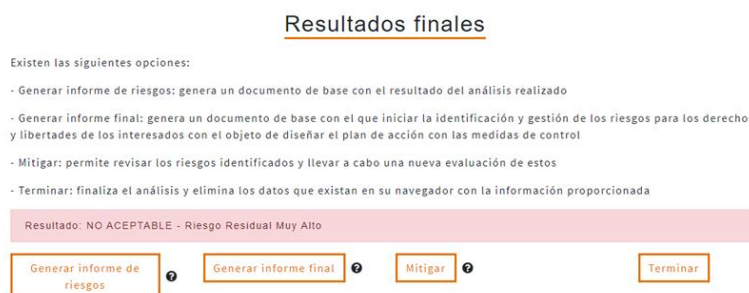 Resultados finales
Existen las siguientes opciones:
- Generar informe de riesgos: genera un documento de base con el resultado del análisis realizado
- Generar informe final: genera un documento de base con el que iniciar la identificación y gestión de los riesgos para los derecho
y libertades de los interesados con el objeto de diseñar el plan de acción con las medidas de control
- Mitigar: permite revisar los riesgos identificados y llevar a cabo una nueva evaluación de estos
- Terminar: finaliza el análisis y elimina los datos que existan en su navegador con la información proporcionada
Resultado: NO ACEPTABLE - Riesgo Residual Muy Alto
Generar informe de
riesgos
?
Generar informe final
?
Mitigar
?
Terminar